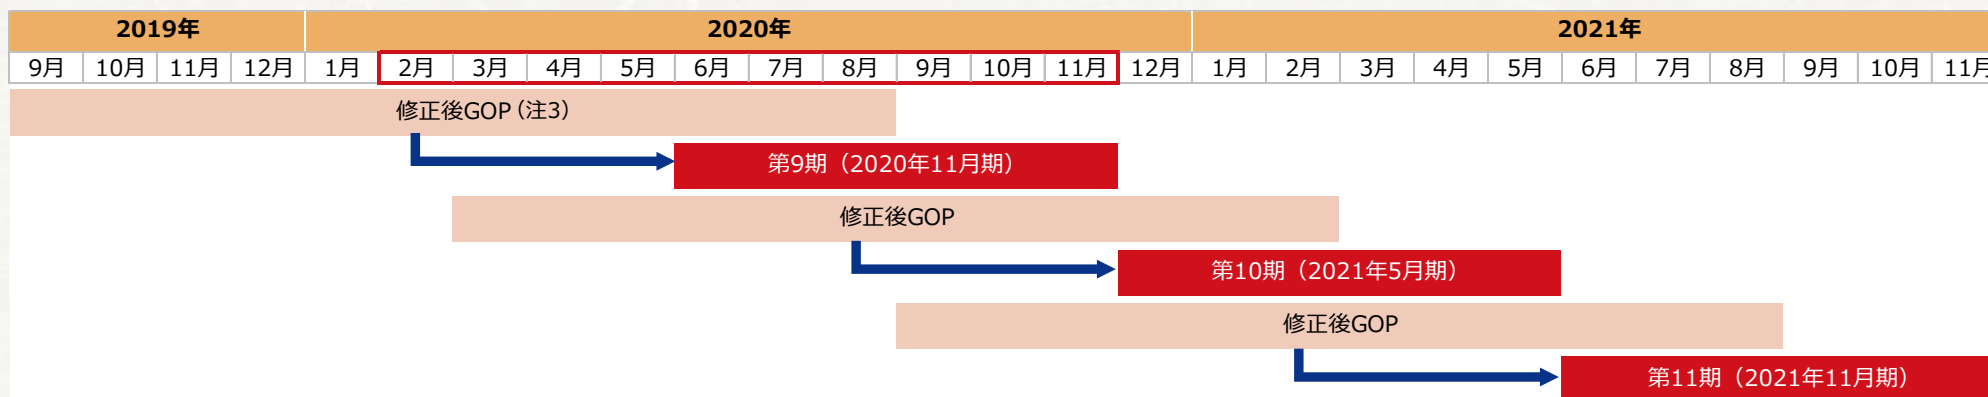 2019年 2020年 2021年
9月 10月 11月 12月 1月 2月 3月 4月 5月 6月 7月 8月 9月 10月 11月 12月 1月 2月 3月 4月 5月 6月 7月 8月 9月 10月 11月
修正後GOP（注3）
第9期（2020年11月期）
修正後GOP
第10期（2021年5月期）
修正後GOP
第11期（2021年11月期）